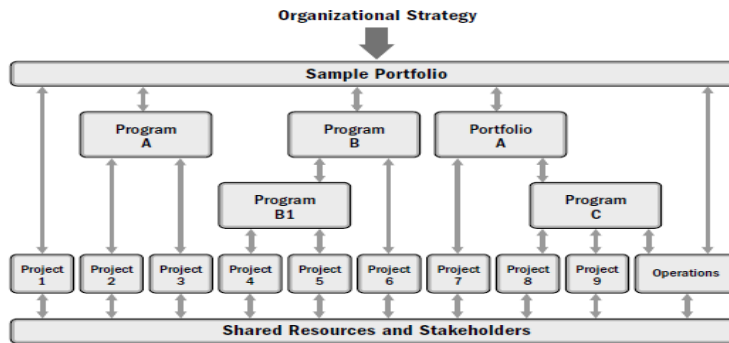 Organizational Strategy
Sample Portfolio
Program
A
Program
B
Portfolio
A
Program
B1
Program
C
Project
1
Project
2
Project
3
Project
4
Project
5
Project
6
Project
7
Project
8
Project
9
Operations
Shared Resources and Stakeholders